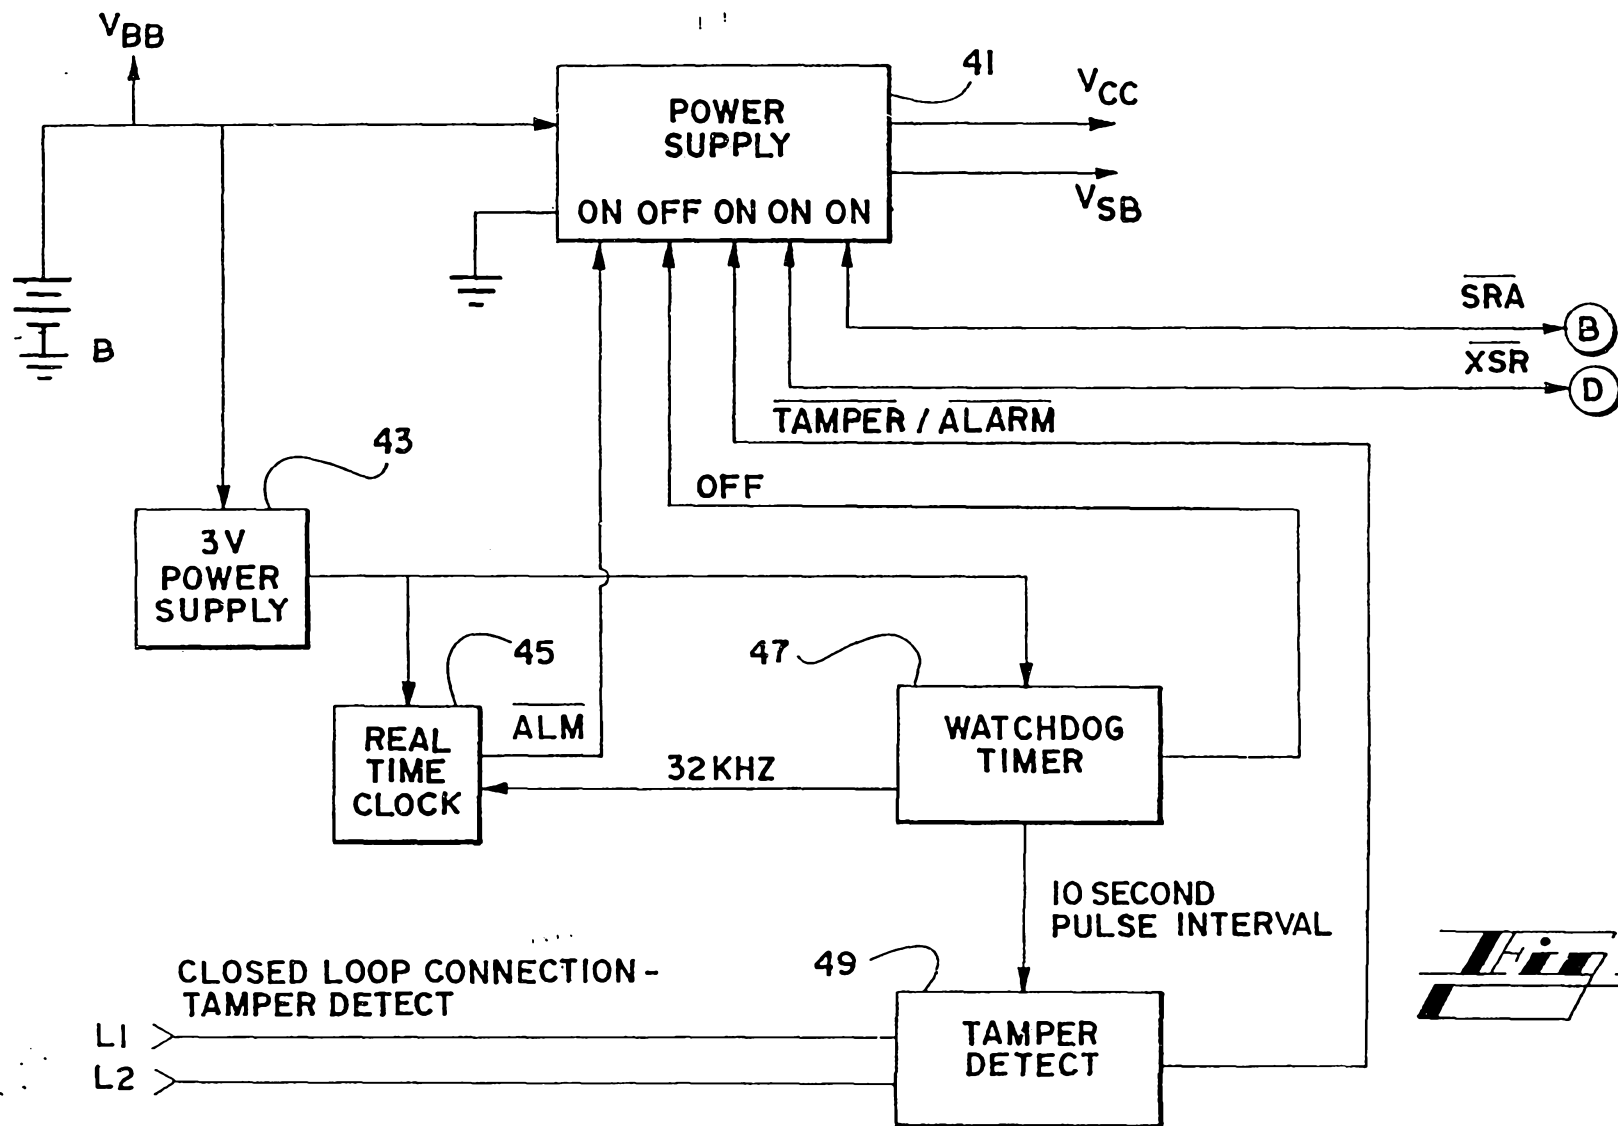 VBB
41
POWER
SUPPLY
VCC
VSB
ON OFF ON ON ON
B
SRA
B
XSR
D
TAMPER / ALARM
43
OFF
3V
POWER
SUPPLY
45
47
ALM
REAL
TIME
CLOCK
32KHZ
WATCHDOG
TIMER
10 SECOND
PULSE INTERVAL
49
CLOSED LOOP CONNECTION-
TAMPER DETECT
L1
L2
TAMPER
DETECT